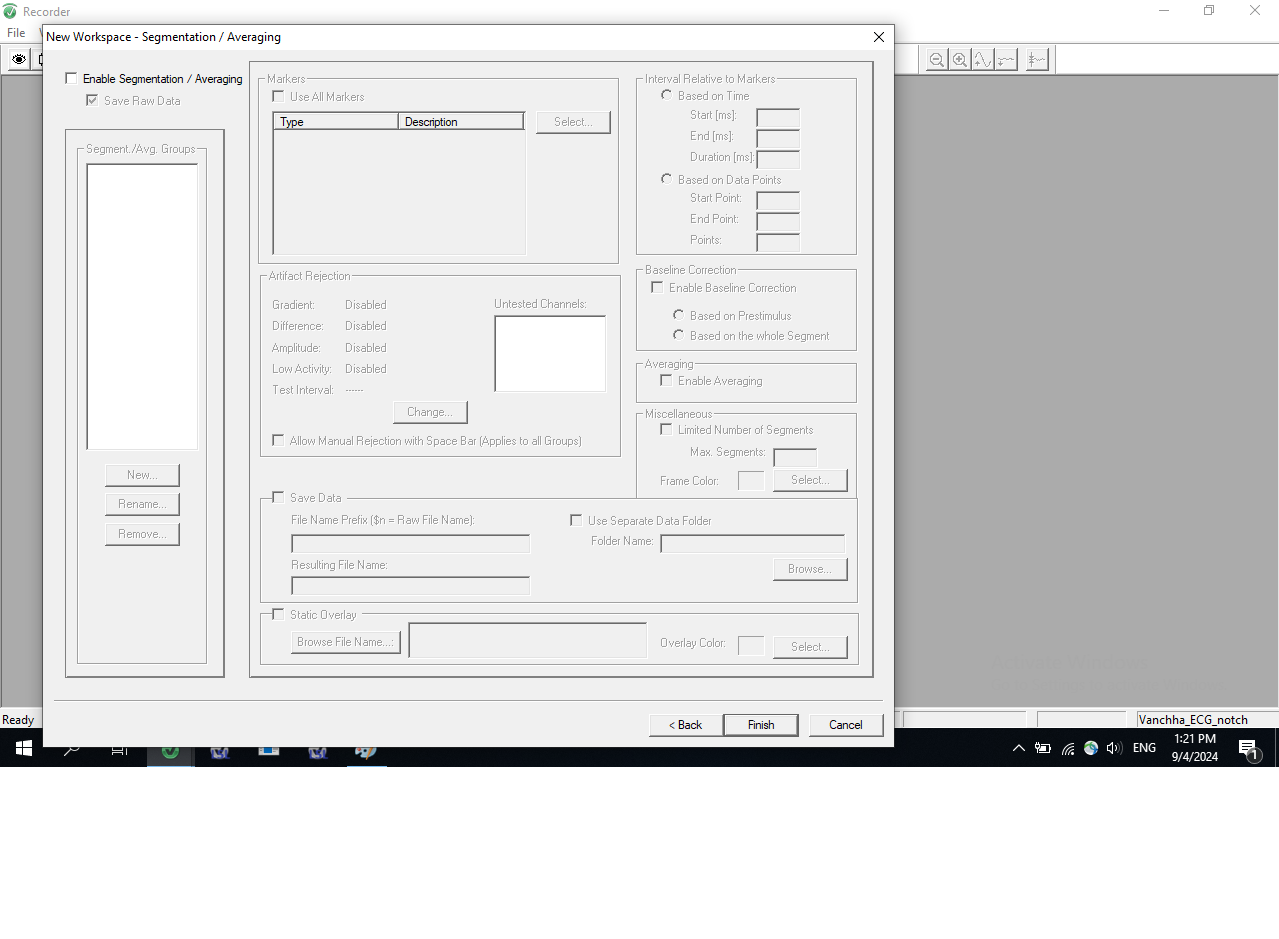 Recorder
File
New Workspace - Segmentation / Averaging
Enable Segmentation / Averaging
Save Raw Data
Segment./Avg. Groups
New...
Rename...
Remove...
Markers
Use All Markers
Type Description
Select...
Artifact Rejection
Gradient: Disabled
Difference: Disabled
Amplitude: Disabled
Low Activity: Disabled
Test Interval: ------
Untested Channels:
Change...
Allow Manual Rejection with Space Bar (Applies to all Groups)
Interval Relative to Markers
Based on Time
Start [ms]:
End [ms]:
Duration [ms]:
Based on Data Points
Start Point:
End Point:
Points:
Baseline Correction
Enable Baseline Correction
Based on Prestimulus
Based on the whole Segment
Averaging
Enable Averaging
Miscellaneous
Limited Number of Segments
Max. Segments:
Frame Color: Select...
Save Data
File Name Prefix ($n = Raw File Name):
Resulting File Name:
Use Separate Data Folder
Folder Name:
Browse...
Static Overlay
Browse File Name...:
Overlay Color: Select...
< Back Finish Cancel
Ready
Vanchha_ECG_notch
ENG
1:21 PM
9/4/2024
1